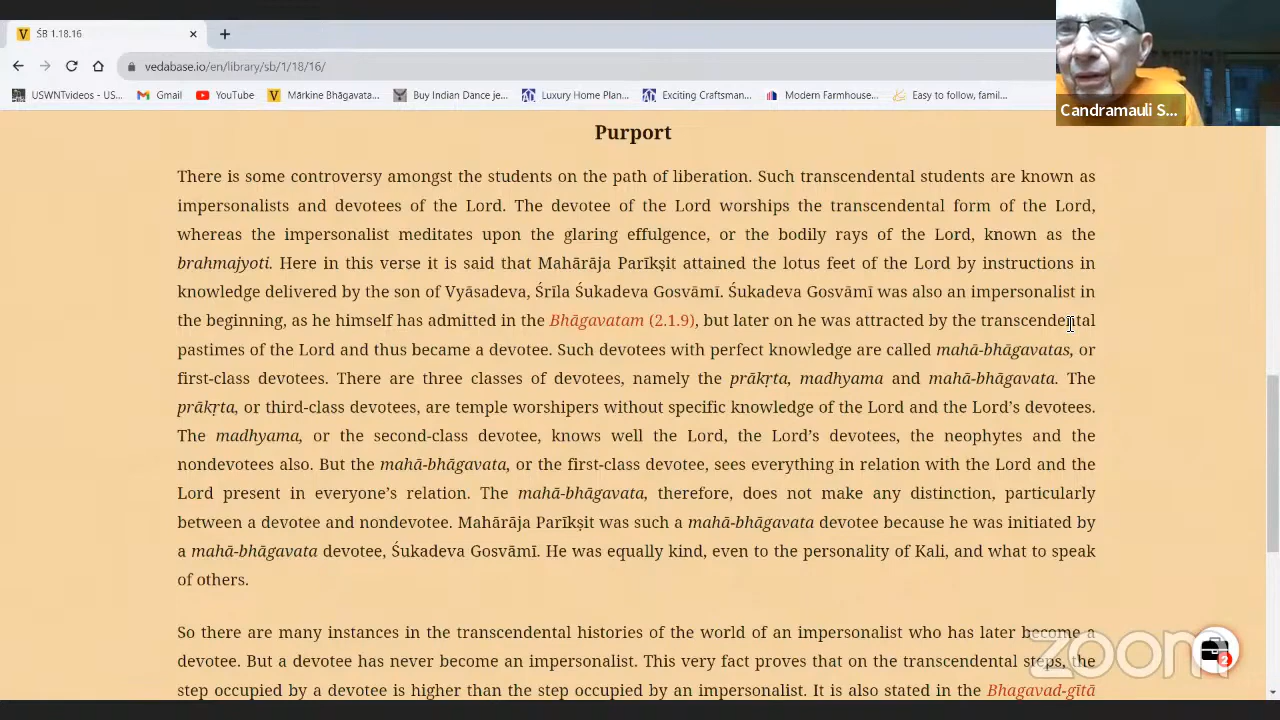 ŚB 1.18.16
vedabase.io/en/library/sb/1/18/16/
USWNTvideos - US...
Gmail
YouTube
Mārkine Bhāgavata...
Buy Indian Dance je...
Luxury Home Plan...
Exciting Craftsman...
Modern Farmhouse...
Easy to follow, famil...
Candramauli S...
Purport
There is some controversy amongst the students on the path of liberation. Such transcendental students are known as
impersonalists and devotees of the Lord. The devotee of the Lord worships the transcendental form of the Lord,
whereas the impersonalist meditates upon the glaring effulgence, or the bodily rays of the Lord, known as the
brahmajyoti. Here in this verse it is said that Mahārāja Parīkṣit attained the lotus feet of the Lord by instructions in
knowledge delivered by the son of Vyāsadeva, Śrīla Śukadeva Gosvāmī. Śukadeva Gosvāmī was also an impersonalist in
the beginning, as he himself has admitted in the Bhāgavatam (2.1.9), but later on he was attracted by the transcendental
pastimes of the Lord and thus became a devotee. Such devotees with perfect knowledge are called mahā-bhāgavatas, or
first-class devotees. There are three classes of devotees, namely the prākṛta, madhyama and mahā-bhāgavata. The
prākṛta, or third-class devotees, are temple worshipers without specific knowledge of the Lord and the Lord's devotees.
The madhyama, or the second-class devotee, knows well the Lord, the Lord's devotees, the neophytes and the
nondevotees also. But the mahā-bhāgavata, or the first-class devotee, sees everything in relation with the Lord and the
Lord present in everyone's relation. The mahā-bhāgavata, therefore, does not make any distinction, particularly
between a devotee and nondevotee. Mahārāja Parīkṣit was such a mahā-bhāgavata devotee because he was initiated by
a mahā-bhāgavata devotee, Śukadeva Gosvāmī. He was equally kind, even to the personality of Kali, and what to speak
of others.
So there are many instances in the transcendental histories of the world of an impersonalist who has later become a
devotee. But a devotee has never become an impersonalist. This very fact proves that on the transcendental steps, the
step occupied by a devotee is higher than the step occupied by an impersonalist. It is also stated in the Bhagavad-gītā
zoom
2